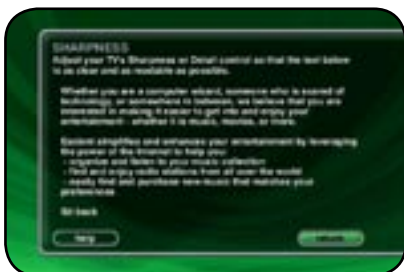 SHARPNESS
Adjust your TV's Sharpness or Detail control so that the text below
is as clear and as readable as possible.
Whether you are a computer wizard, someone who is scared of
technology, or somewhere in between, we believe that you are
interested in making it easier to get into and enjoy your
entertainment - whether it is music, movies, or more.
simplifies and enhances your entertainment by leveraging
the power of the Internet to help you:
- organize and listen to your music collection
- find and enjoy radio stations from all over the world
- easily find and purchase new music that matches your
preferences
Sit back
help